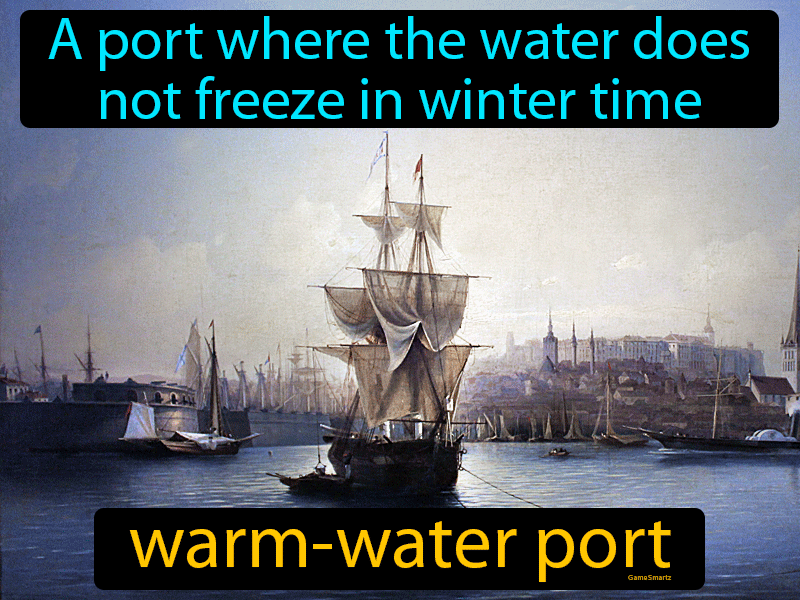 A port where the water does
not freeze in winter time
warm-water port
GameSmartz